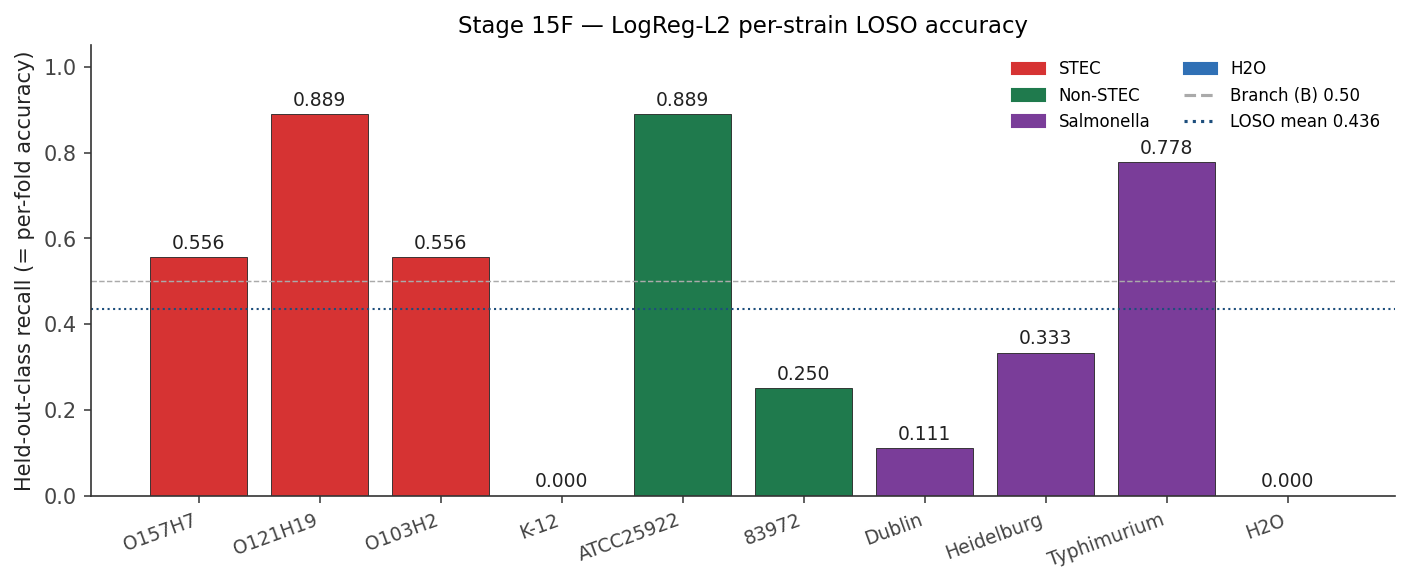 Stage 15F — LogReg-L2 per-strain LOSO accuracy
Held-out-class recall (= per-fold accuracy)
1.0
0.8
0.6
0.4
0.2
0.0
STEC
Non-STEC
Salmonella
H2O
Branch (B) 0.50
LOSO mean 0.436
0.556
0.889
0.556
0.000
0.889
0.250
0.111
0.333
0.778
0.000
O157H7
O121H19
O103H2
K-12
ATCC25922
83972
Dublin
Heidelburg
Typhimurium
H2O